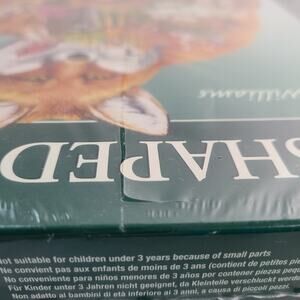 Williams
SHAPED
Not suitable for children under 3 years because of small parts
Ne convient pas aux enfants de moins de 3 ans (contient de petites piè
No conveniente para niños menores de 3 años por contener piezas peque
Für Kinder unter 3 Jahren nicht geeignet, da Kleinteile verschluckt werde
Non adatto ai bambini di età inferiore ai 3 anni, a causa di piccoli pezzi